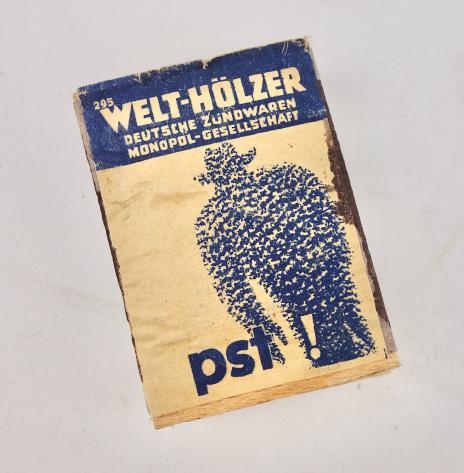 295
WELT-HÖLZER
DEUTSCHE ZÜNDWAREN
MONOPOL-GESELLSCHAFT
pst!